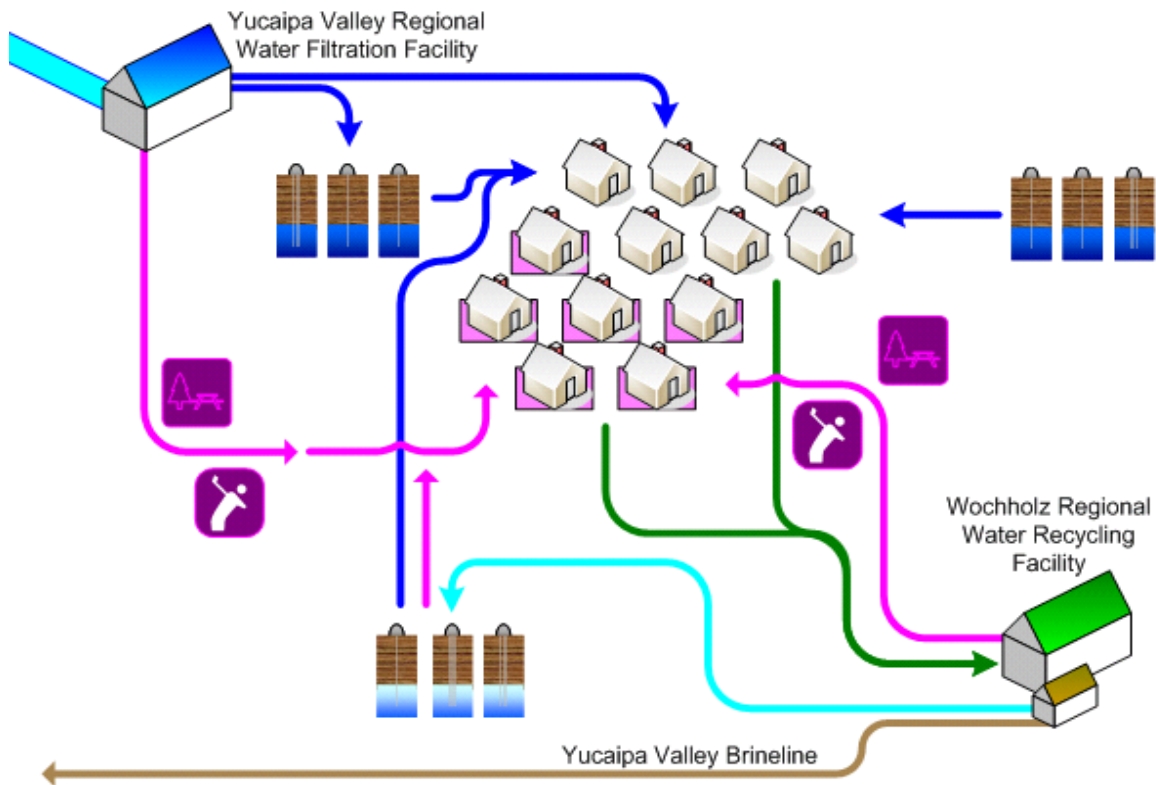 Yucaipa Valley Regional
Water Filtration Facility
Wochholz Regional
Water Recycling
Facility
Yucaipa Valley Brineline